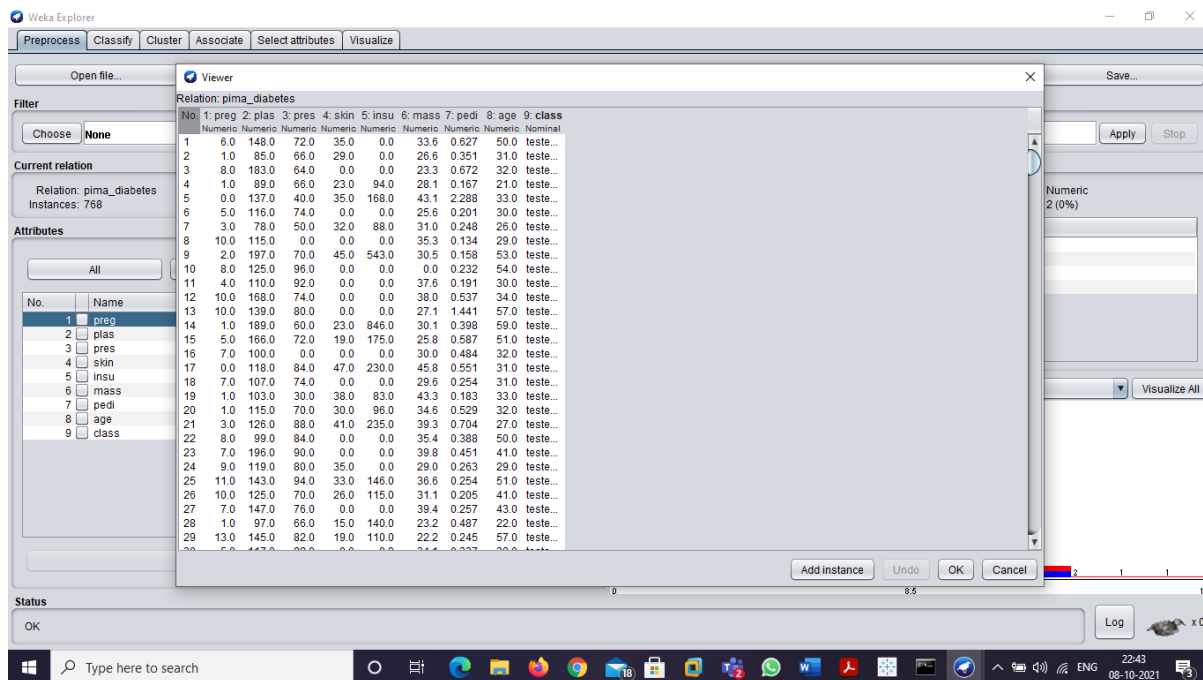 Weka Explorer
Preprocess Classify Cluster Associate Select attributes Visualize
Open file... Save...
Viewer
Relation: pima_diabetes
Filter
Choose None Apply Stop
Current relation
Relation: pima_diabetes
Instances: 768
Numeric
2 (0%)
Attributes
All
No. Name
1 preg
2 plas
3 pres
4 skin
5 insu
6 mass
7 pedi
8 age
9 class
No. 1: preg 2: plas 3: pres 4: skin 5: insu 6: mass 7: pedi 8: age 9: class
Numeric Numeric Numeric Numeric Numeric Numeric Numeric Numeric Nominal
1 6.0 148.0 72.0 35.0 0.0 33.6 0.627 50.0 teste...
2 1.0 85.0 66.0 29.0 0.0 26.6 0.351 31.0 teste...
3 8.0 183.0 64.0 0.0 0.0 23.3 0.672 32.0 teste...
4 1.0 89.0 66.0 23.0 94.0 28.1 0.167 21.0 teste...
5 0.0 137.0 40.0 35.0 168.0 43.1 2.288 33.0 teste...
6 5.0 116.0 74.0 0.0 0.0 25.6 0.201 30.0 teste...
7 3.0 78.0 50.0 32.0 88.0 31.0 0.248 26.0 teste...
8 10.0 115.0 0.0 0.0 0.0 35.3 0.134 29.0 teste...
9 2.0 197.0 70.0 45.0 543.0 30.5 0.158 53.0 teste...
10 8.0 125.0 96.0 0.0 0.0 0.0 0.232 54.0 teste...
11 4.0 110.0 92.0 0.0 0.0 37.6 0.191 30.0 teste...
12 10.0 168.0 74.0 0.0 0.0 38.0 0.537 34.0 teste...
13 10.0 139.0 80.0 0.0 0.0 27.1 1.441 57.0 teste...
14 1.0 189.0 60.0 23.0 846.0 30.1 0.398 59.0 teste...
15 5.0 166.0 72.0 19.0 175.0 25.8 0.587 51.0 teste...
16 7.0 100.0 0.0 0.0 0.0 30.0 0.484 32.0 teste...
17 0.0 118.0 84.0 47.0 230.0 45.8 0.551 31.0 teste...
18 7.0 107.0 74.0 0.0 0.0 29.6 0.254 31.0 teste...
19 1.0 103.0 30.0 38.0 83.0 43.3 0.183 33.0 teste...
20 1.0 115.0 70.0 30.0 96.0 34.6 0.529 32.0 teste...
21 3.0 126.0 88.0 41.0 235.0 39.3 0.704 27.0 teste...
22 8.0 99.0 84.0 0.0 0.0 35.4 0.388 50.0 teste...
23 7.0 196.0 90.0 0.0 0.0 39.8 0.451 41.0 teste...
24 9.0 119.0 80.0 35.0 0.0 29.0 0.263 29.0 teste...
25 11.0 143.0 94.0 33.0 146.0 36.6 0.254 51.0 teste...
26 10.0 125.0 70.0 26.0 115.0 31.1 0.205 41.0 teste...
27 7.0 147.0 76.0 0.0 0.0 39.4 0.257 43.0 teste...
28 1.0 97.0 66.0 15.0 140.0 23.2 0.487 22.0 teste...
29 13.0 145.0 82.0 19.0 110.0 22.2 0.245 57.0 teste...
Visualize All
Add instance Undo OK Cancel
2 1 1
0 8.5 1
Status
OK Log x 0
Type here to search 18 2 ENG 22:43
08-10-2021 3